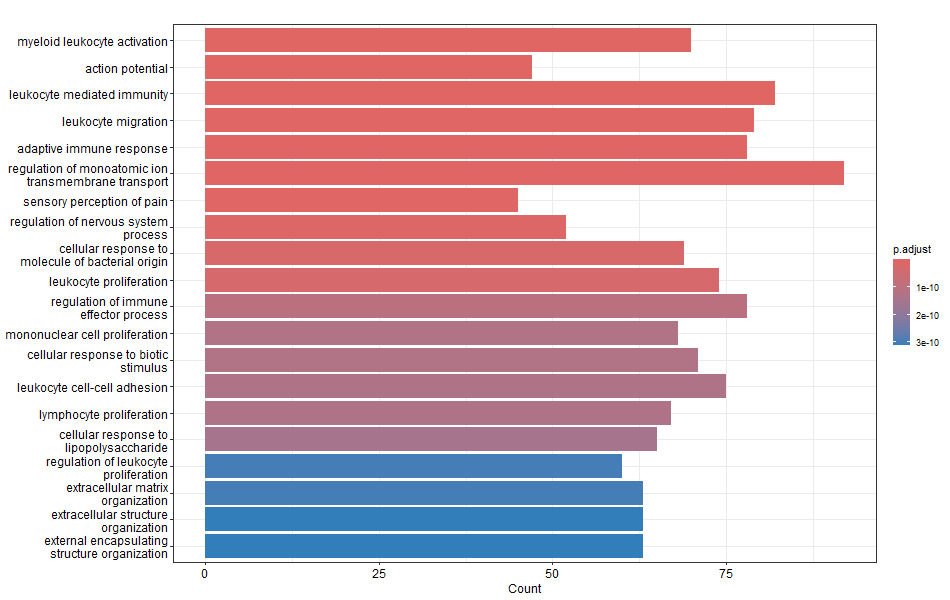 myeloid leukocyte activation
action potential
leukocyte mediated immunity
leukocyte migration
adaptive immune response
regulation of monoatomic ion
transmembrane transport
sensory perception of pain
regulation of nervous system
process
cellular response to
molecule of bacterial origin
leukocyte proliferation
regulation of immune
effector process
mononuclear cell proliferation
cellular response to biotic
stimulus
leukocyte cell-cell adhesion
lymphocyte proliferation
cellular response to
lipopolysaccharide
regulation of leukocyte
proliferation
extracellular matrix
organization
extracellular structure
organization
external encapsulating
structure organization
0 25 50 75
Count
p.adjust
1e-10
2e-10
3e-10